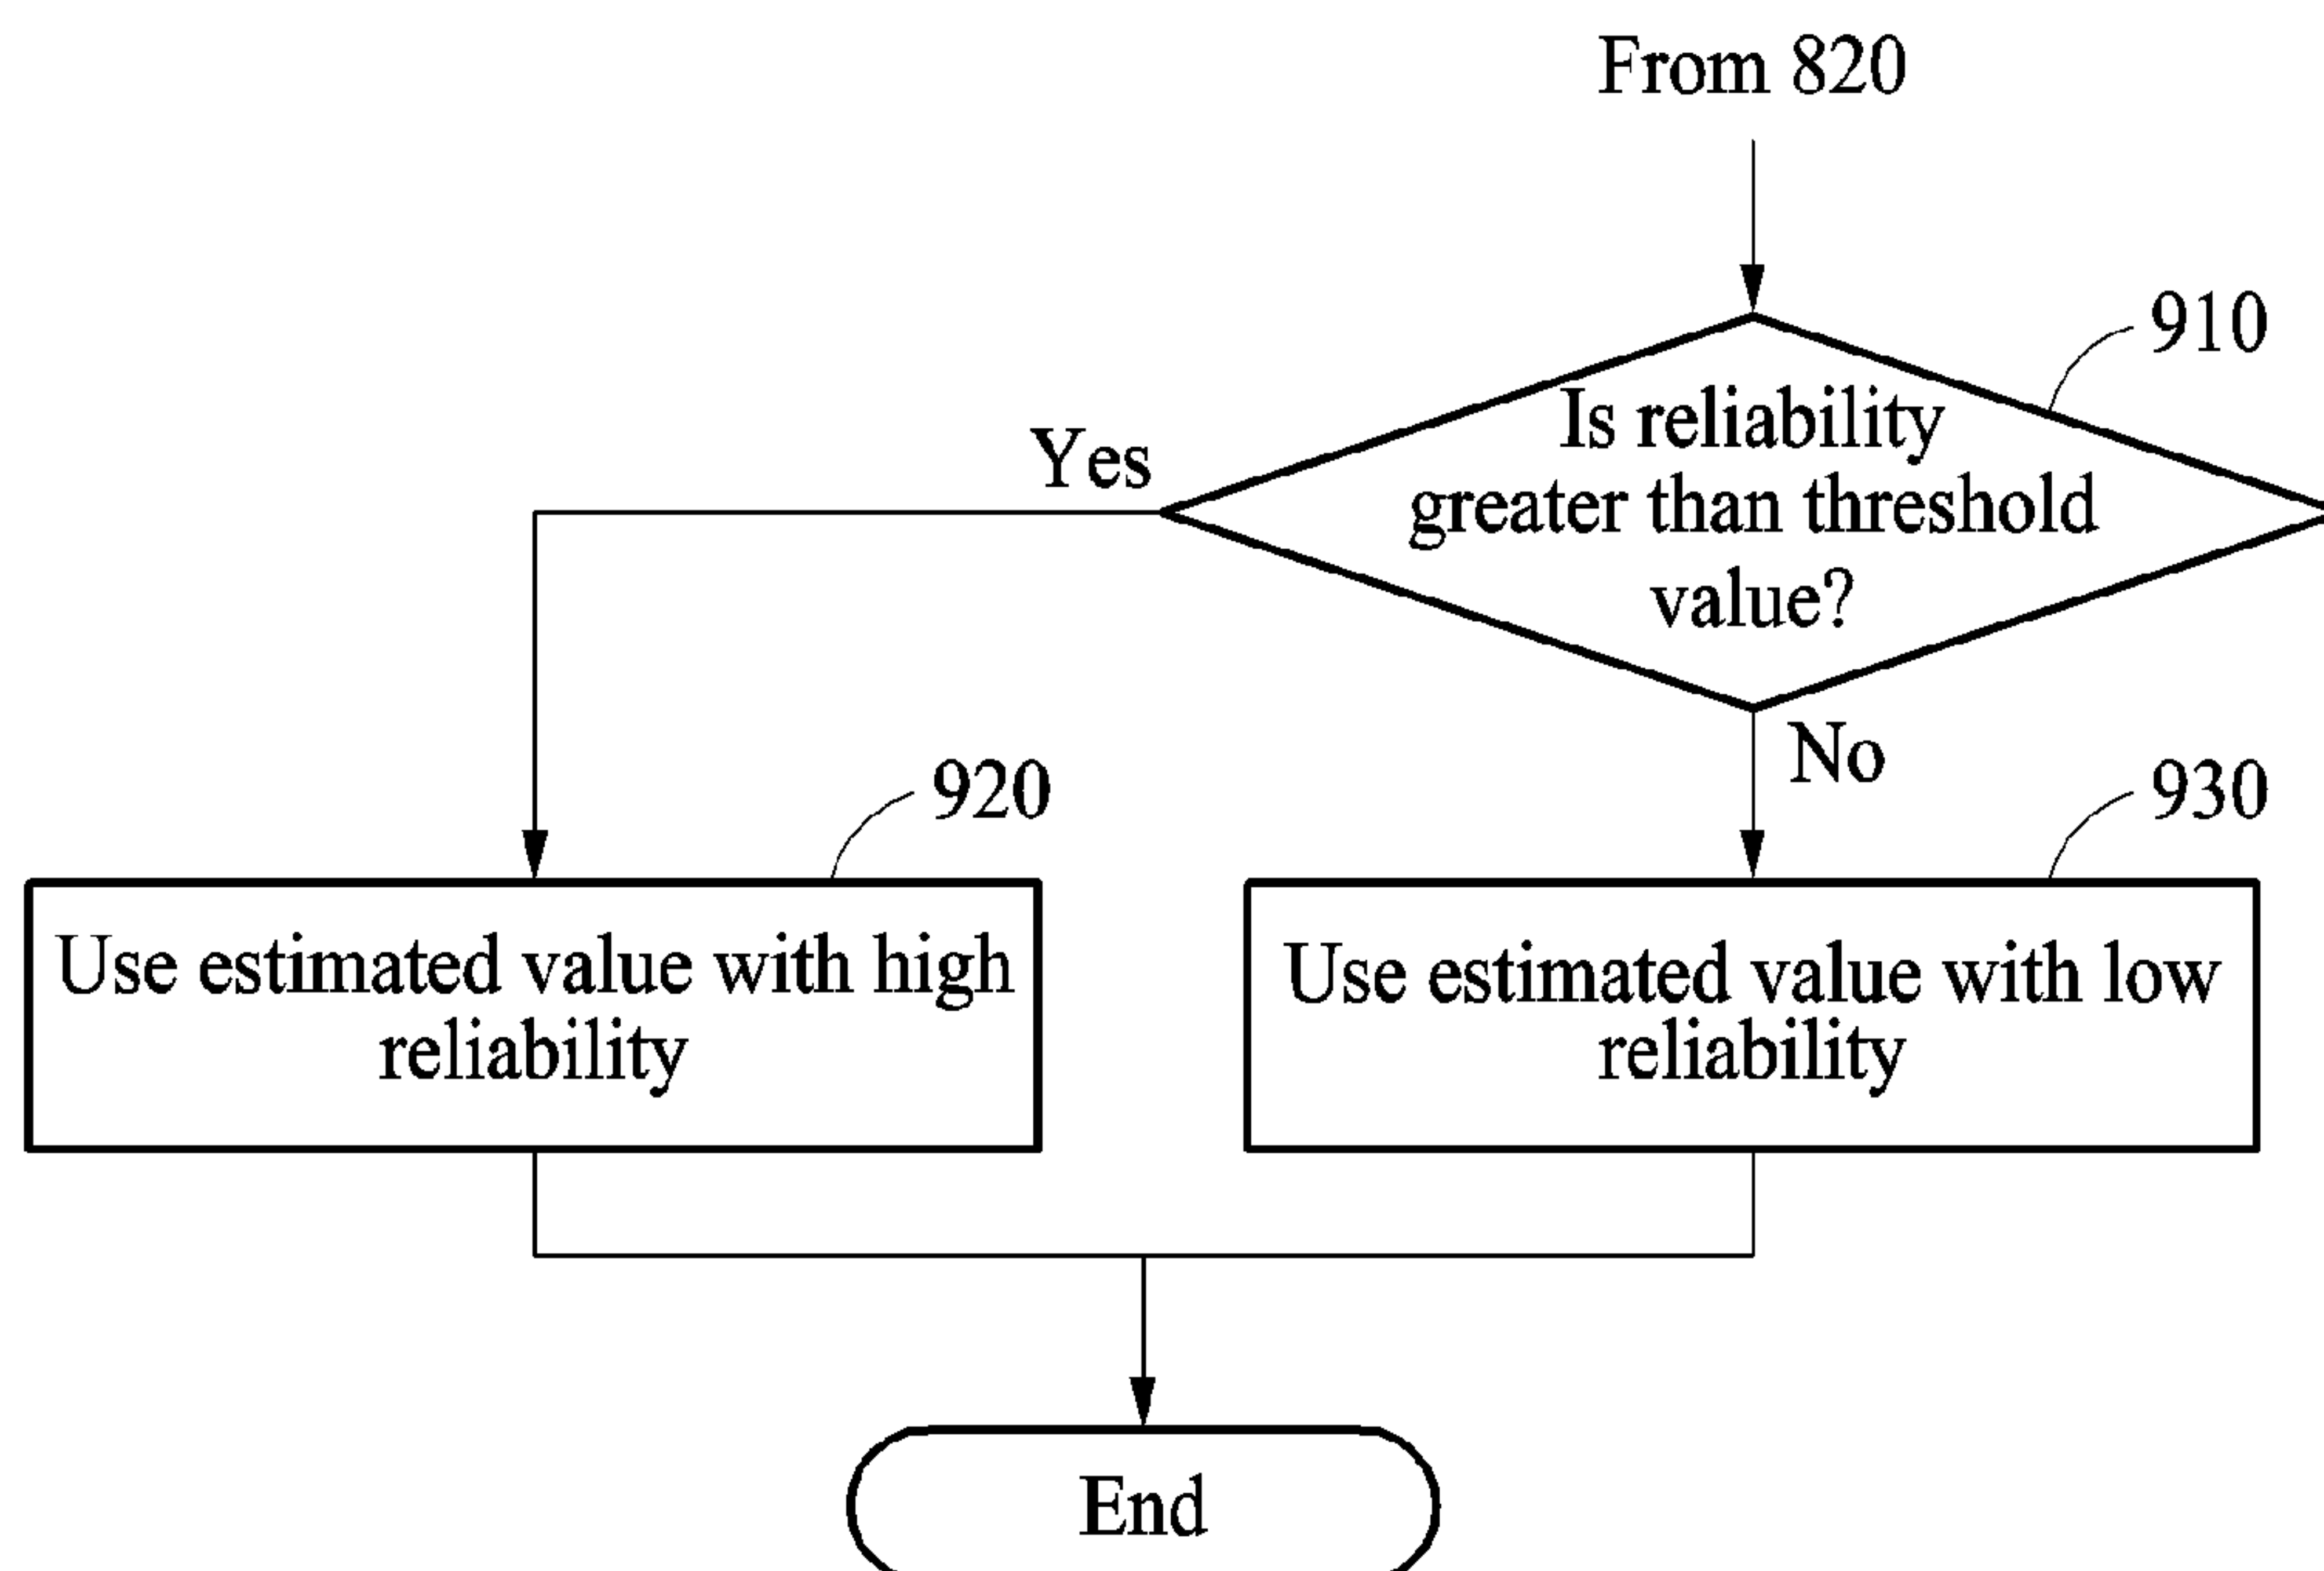 From 820
910
Is reliability
greater than threshold
value?
Yes
No
920
930
Use estimated value with high
reliability
Use estimated value with low
reliability
End